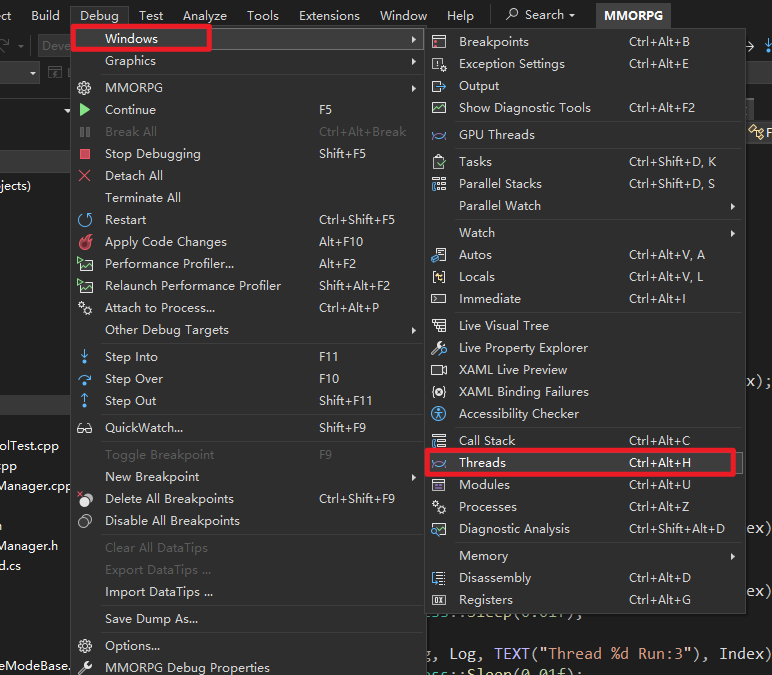 ect Build Debug Test Analyze Tools Extensions Window Help Search MMORPG
Deve
Windows
Graphics
MMORPG
Continue F5
Break All Ctrl+Alt+Break
Stop Debugging Shift+F5
Detach All
Terminate All
Restart Ctrl+Shift+F5
Apply Code Changes Alt+F10
Performance Profiler... Alt+F2
Relaunch Performance Profiler Shift+Alt+F2
Attach to Process... Ctrl+Alt+P
Other Debug Targets
Step Into F11
Step Over F10
Step Out Shift+F11
QuickWatch... Shift+F9
Toggle Breakpoint F9
New Breakpoint
Delete All Breakpoints Ctrl+Shift+F9
Disable All Breakpoints
Clear All DataTips
Export DataTips ...
Import DataTips ...
Save Dump As...
Options...
MMORPG Debug Properties
Breakpoints Ctrl+Alt+B
Exception Settings Ctrl+Alt+E
Output
Show Diagnostic Tools Ctrl+Alt+F2
GPU Threads
Tasks Ctrl+Shift+D, K
Parallel Stacks Ctrl+Shift+D, S
Parallel Watch
Watch
Autos Ctrl+Alt+V, A
Locals Ctrl+Alt+V, L
Immediate Ctrl+Alt+I
Live Visual Tree
Live Property Explorer
XAML Live Preview
XAML Binding Failures
Accessibility Checker
Call Stack Ctrl+Alt+C
Threads Ctrl+Alt+H
Modules Ctrl+Alt+U
Processes Ctrl+Alt+Z
Diagnostic Analysis Ctrl+Shift+Alt+D
Memory
Disassembly Ctrl+Alt+D
Registers Ctrl+Alt+G
jects)
olTest.cpp
cpp
Manager.cpp
Manager.h
d.cs
eModeBase.
F
x);
ex)
ex)
ess::Sleep(0.01f);
g, Log, TEXT("Thread %d Run:3"), Index)
ess::Sleep(0.01f);